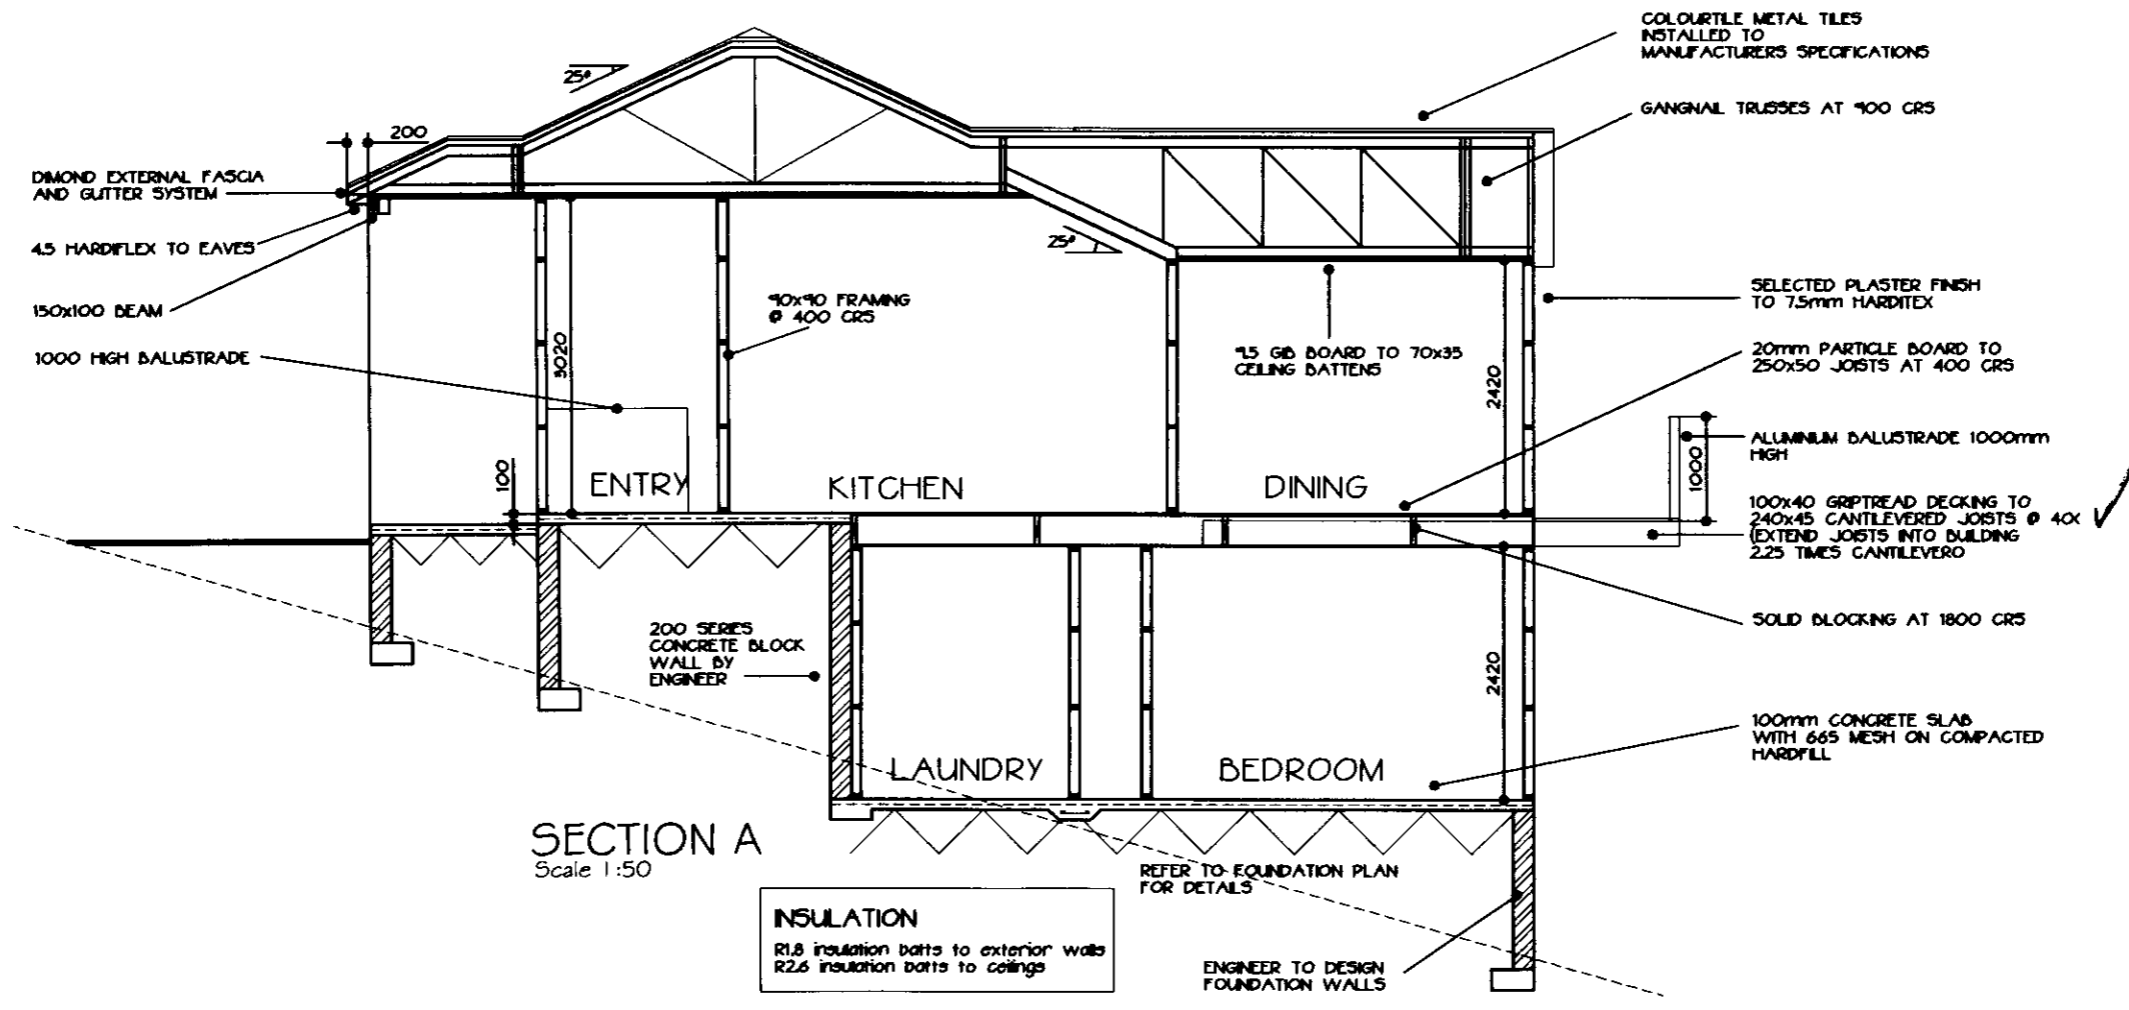 COLOURTILE METAL TILES
INSTALLED TO
MANUFACTURERS SPECIFICATIONS
GANGNAIL TRUSSES AT 900 CRS
25°
200
DIMOND EXTERNAL FASCIA
AND GUTTER SYSTEM
4.5 HARDIFLEX TO EAVES
150x100 BEAM
1000 HIGH BALUSTRADE
25°
90x90 FRAMING
@ 400 CRS
3020
9.5 GIB BOARD TO 70x35
CEILING BATTENS
2420
SELECTED PLASTER FINISH
TO 7.5mm HARDITEX
20mm PARTICLE BOARD TO
250x50 JOISTS AT 400 CRS
ALUMINIUM BALUSTRADE 1000mm
HIGH
1000
100x40 GRIPTREAD DECKING TO
240x45 CANTILEVERED JOISTS @ 40X
(EXTEND JOISTS INTO BUILDING
2.25 TIMES CANTILEVER)
100
ENTRY
KITCHEN
DINING
SOLID BLOCKING AT 1800 CRS
200 SERIES
CONCRETE BLOCK
WALL BY
ENGINEER
2420
100mm CONCRETE SLAB
WITH 665 MESH ON COMPACTED
HARDFILL
LAUNDRY
BEDROOM
SECTION A
Scale 1:50
REFER TO FOUNDATION PLAN
FOR DETAILS
INSULATION
R1.8 insulation batts to exterior walls
R2.6 insulation batts to ceilings
ENGINEER TO DESIGN
FOUNDATION WALLS